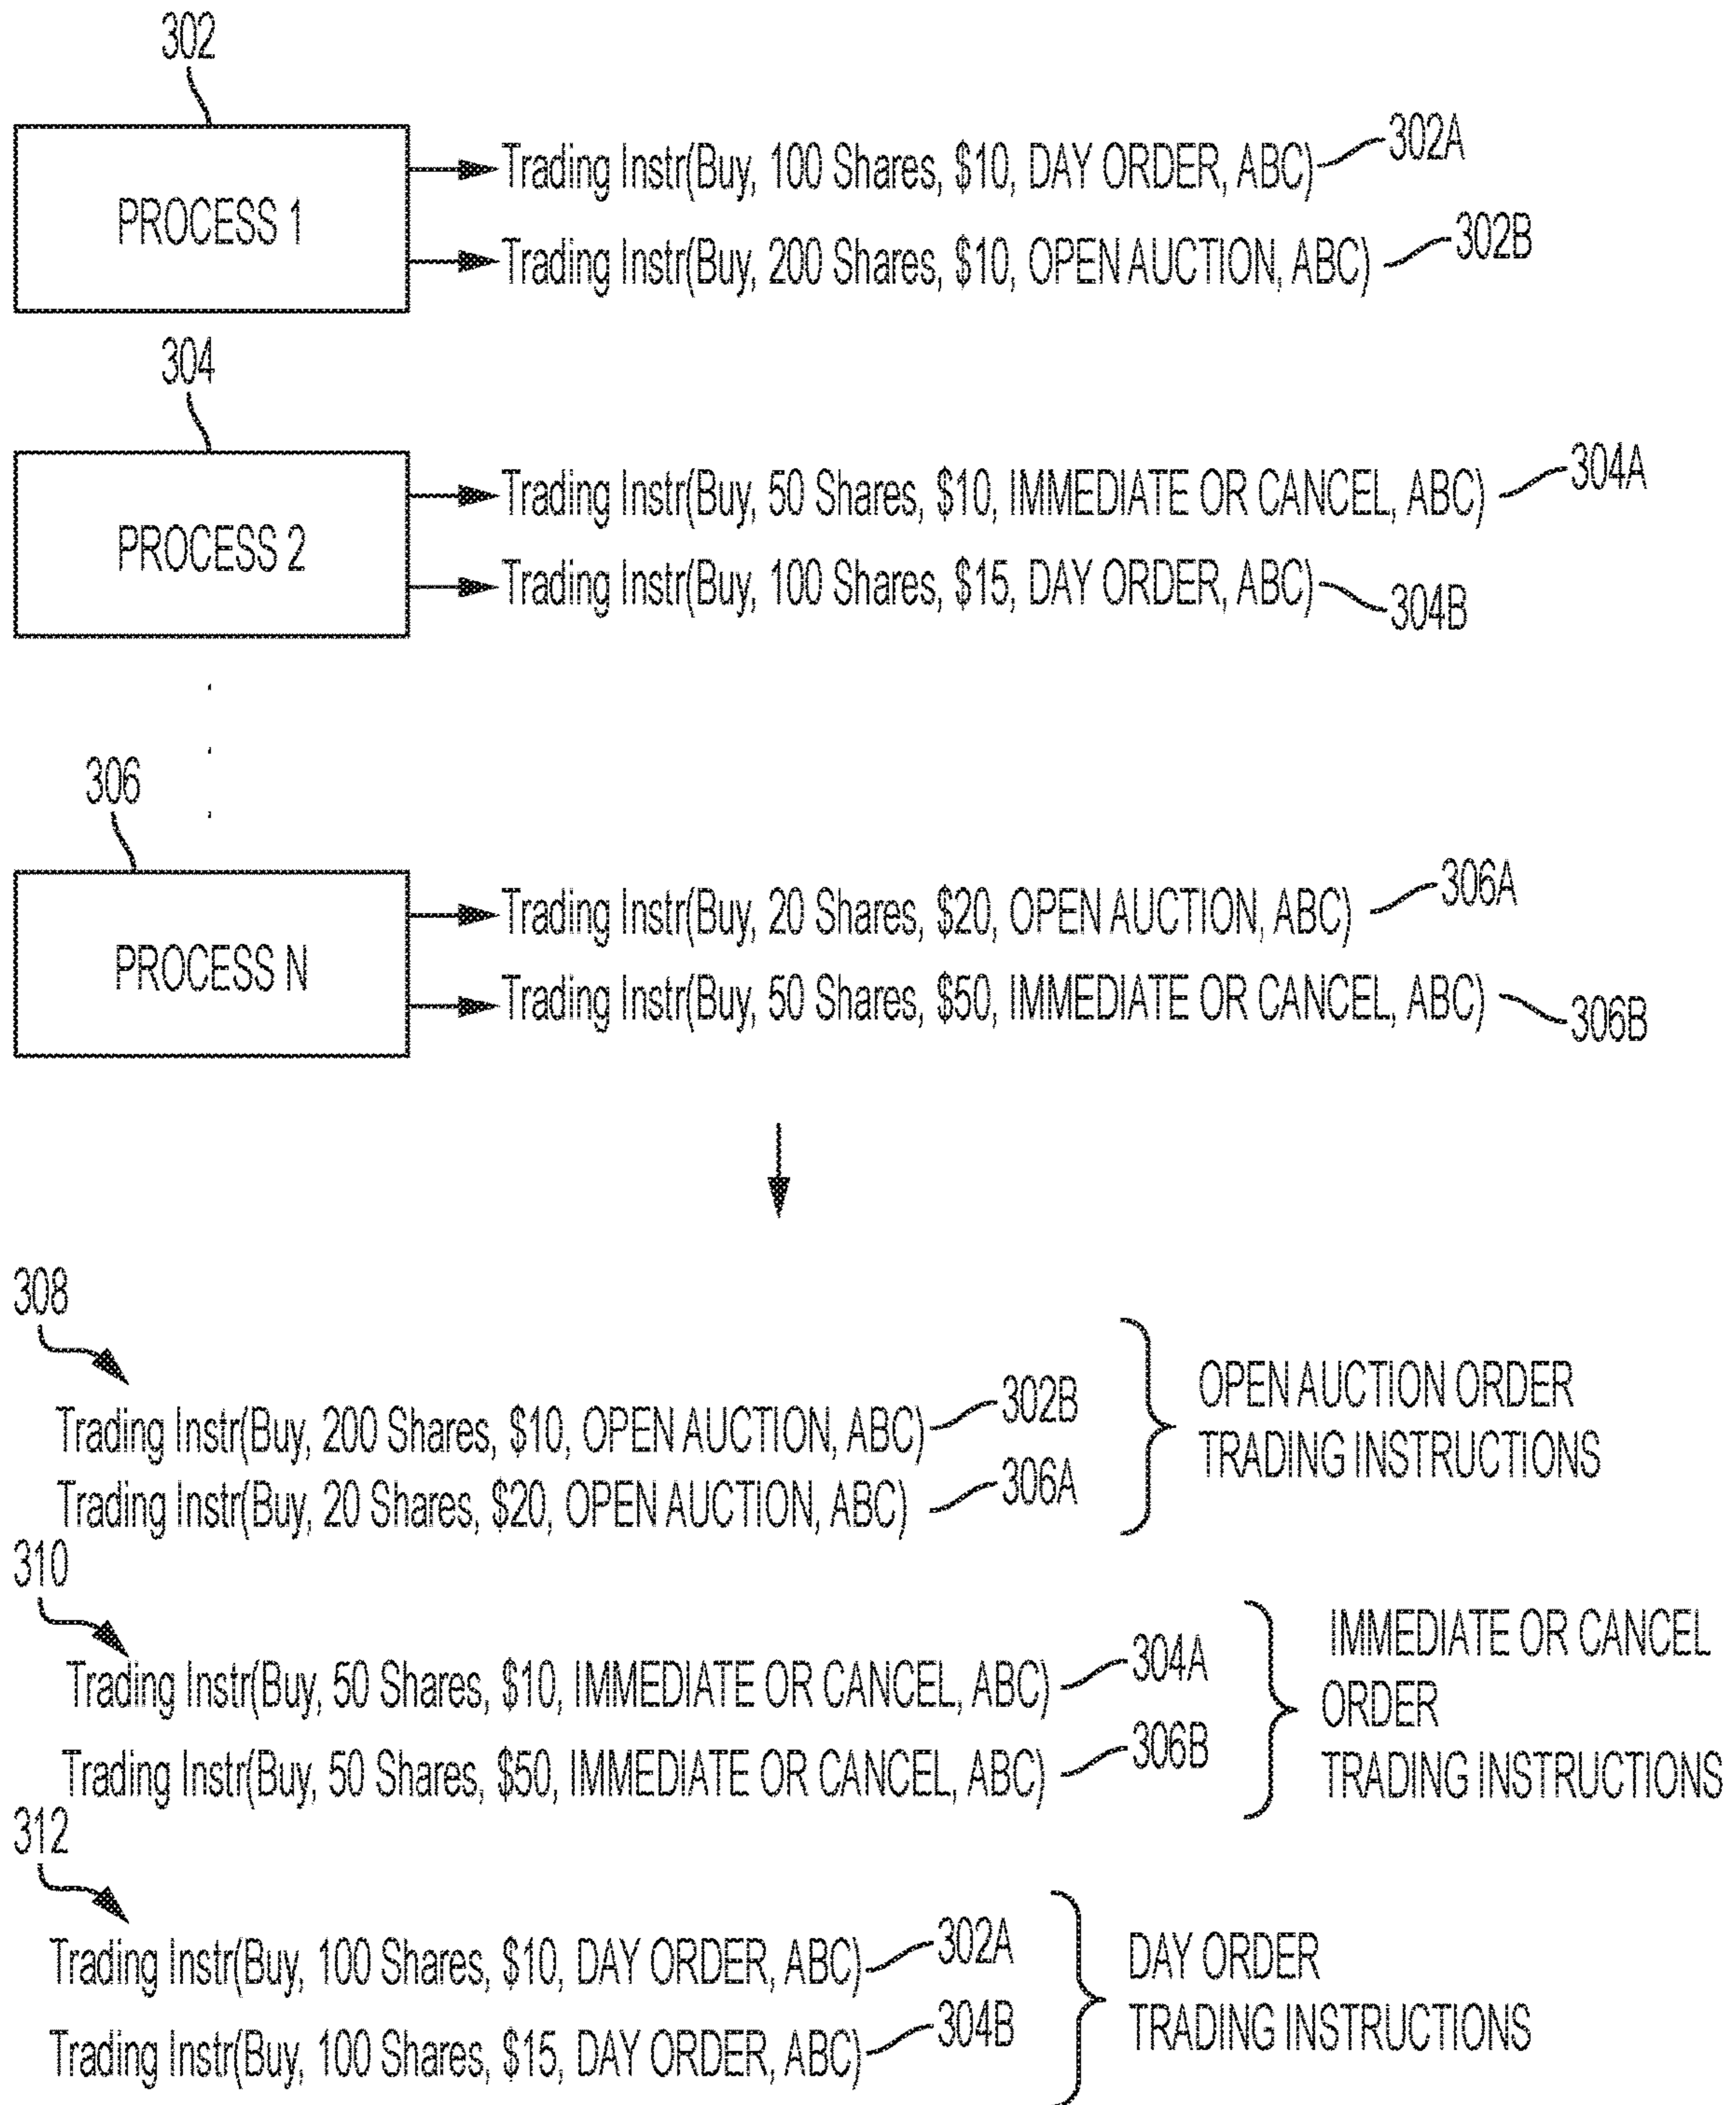 302
PROCESS 1
Trading Instr(Buy, 100 Shares, $10, DAY ORDER, ABC)
302A
Trading Instr(Buy, 200 Shares, $10, OPEN AUCTION, ABC)
302B
304
PROCESS 2
Trading Instr(Buy, 50 Shares, $10, IMMEDIATE OR CANCEL, ABC)
304A
Trading Instr(Buy, 100 Shares, $15, DAY ORDER, ABC)
304B
306
PROCESS N
Trading Instr(Buy, 20 Shares, $20, OPEN AUCTION, ABC)
306A
Trading Instr(Buy, 50 Shares, $50, IMMEDIATE OR CANCEL, ABC)
306B
308
Trading Instr(Buy, 200 Shares, $10, OPEN AUCTION, ABC)
302B
Trading Instr(Buy, 20 Shares, $20, OPEN AUCTION, ABC)
306A
OPEN AUCTION ORDER
TRADING INSTRUCTIONS
310
Trading Instr(Buy, 50 Shares, $10, IMMEDIATE OR CANCEL, ABC)
304A
Trading Instr(Buy, 50 Shares, $50, IMMEDIATE OR CANCEL, ABC)
306B
IMMEDIATE OR CANCEL
ORDER
TRADING INSTRUCTIONS
312
Trading Instr(Buy, 100 Shares, $10, DAY ORDER, ABC)
302A
Trading Instr(Buy, 100 Shares, $15, DAY ORDER, ABC)
304B
DAY ORDER
TRADING INSTRUCTIONS